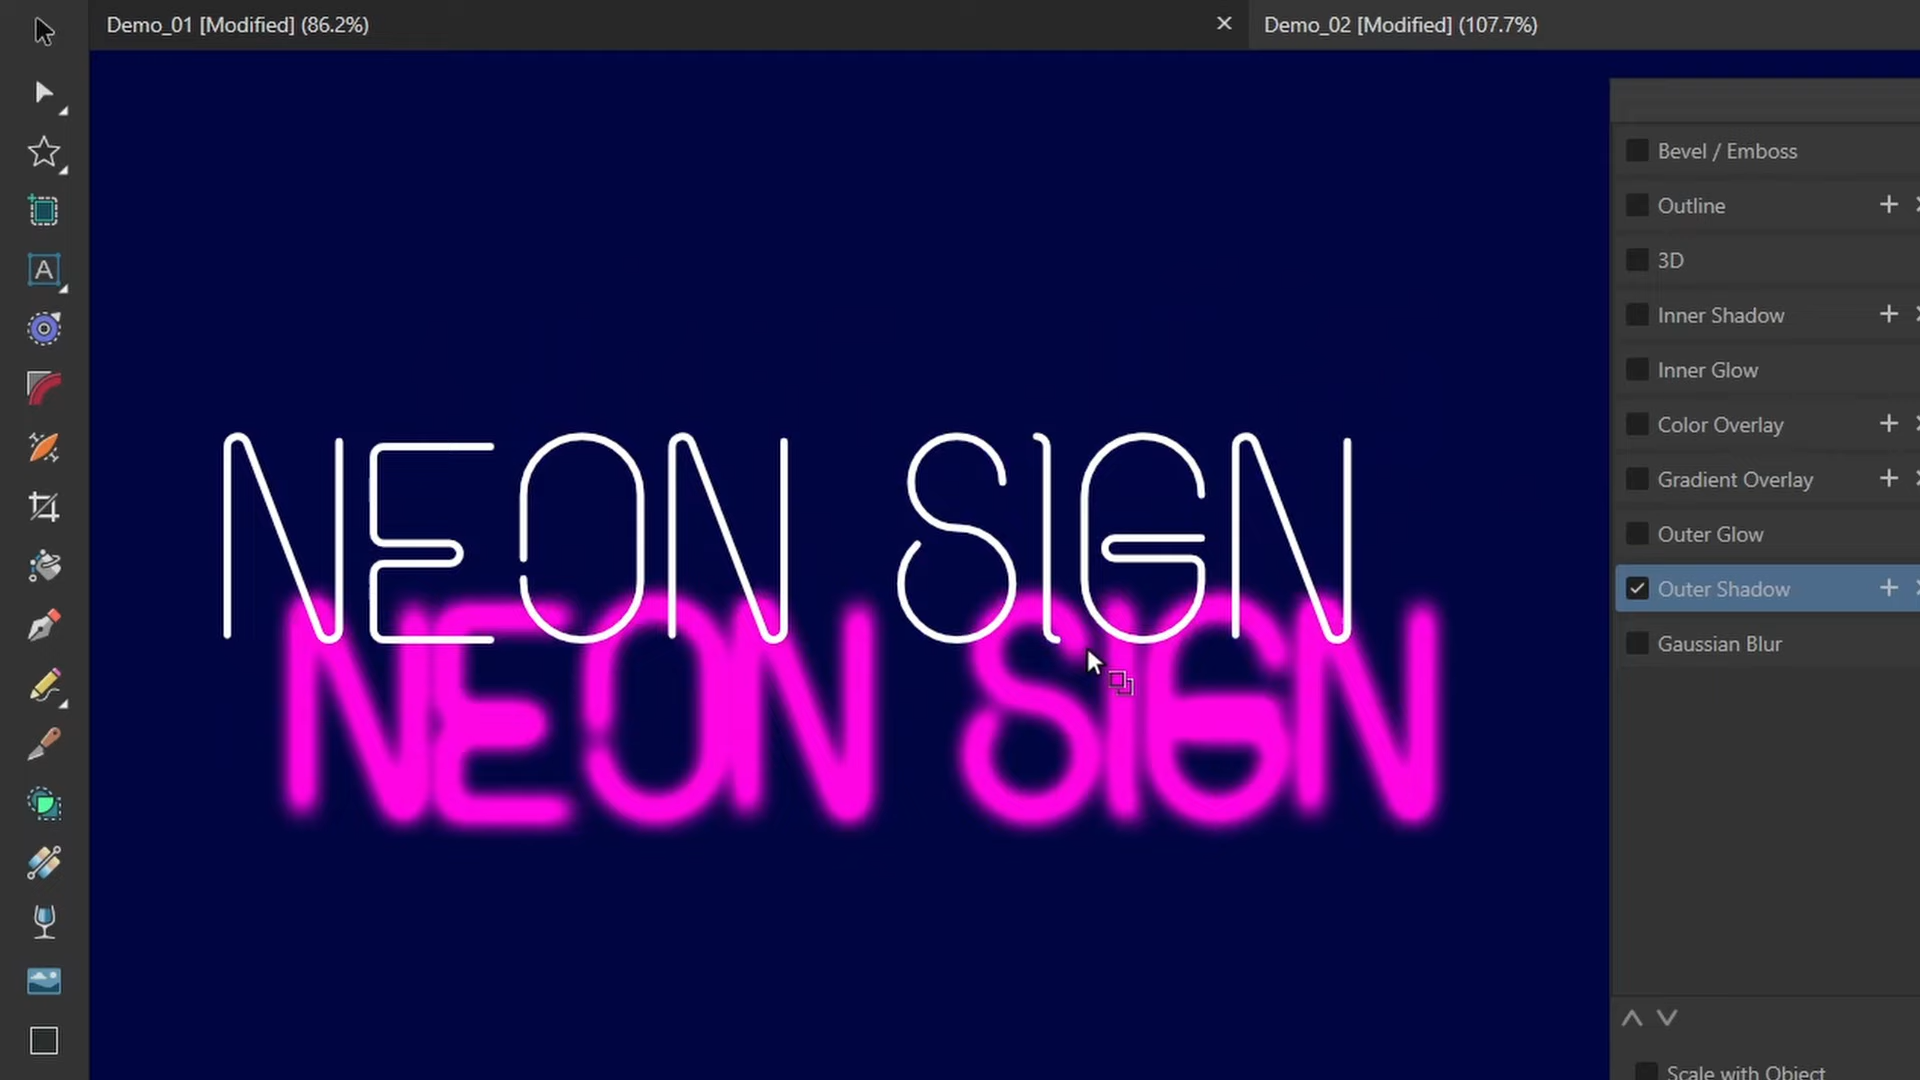 Demo_01 [Modified] (86.2%)
Demo_02 [Modified] (107.7%)
Bevel / Emboss
Outline
3D
Inner Shadow
Inner Glow
Color Overlay
Gradient Overlay
Outer Glow
Outer Shadow
Gaussian Blur
NEON SIGN
NEON SIGN
Scale with Object